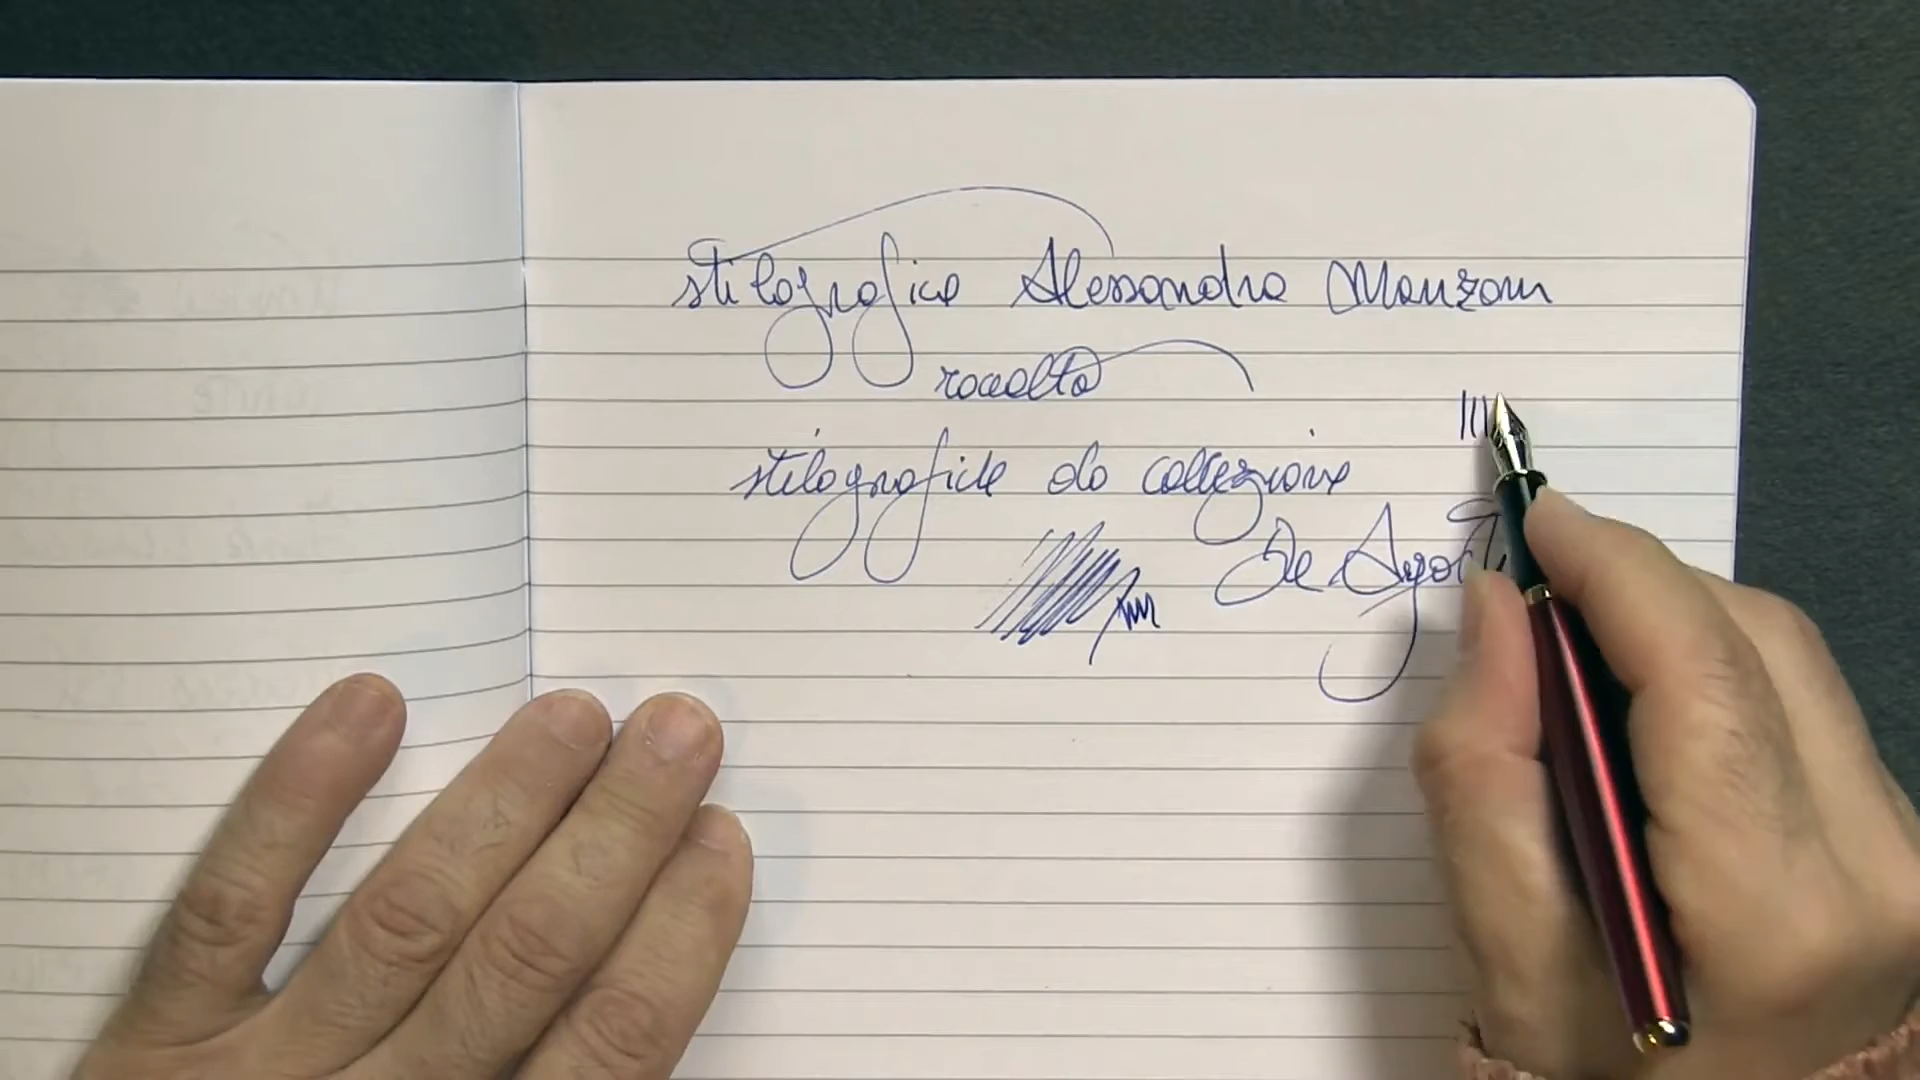 stilografica Alessandro Manzoni
raccolta
stilografiche da collezione
De Agost